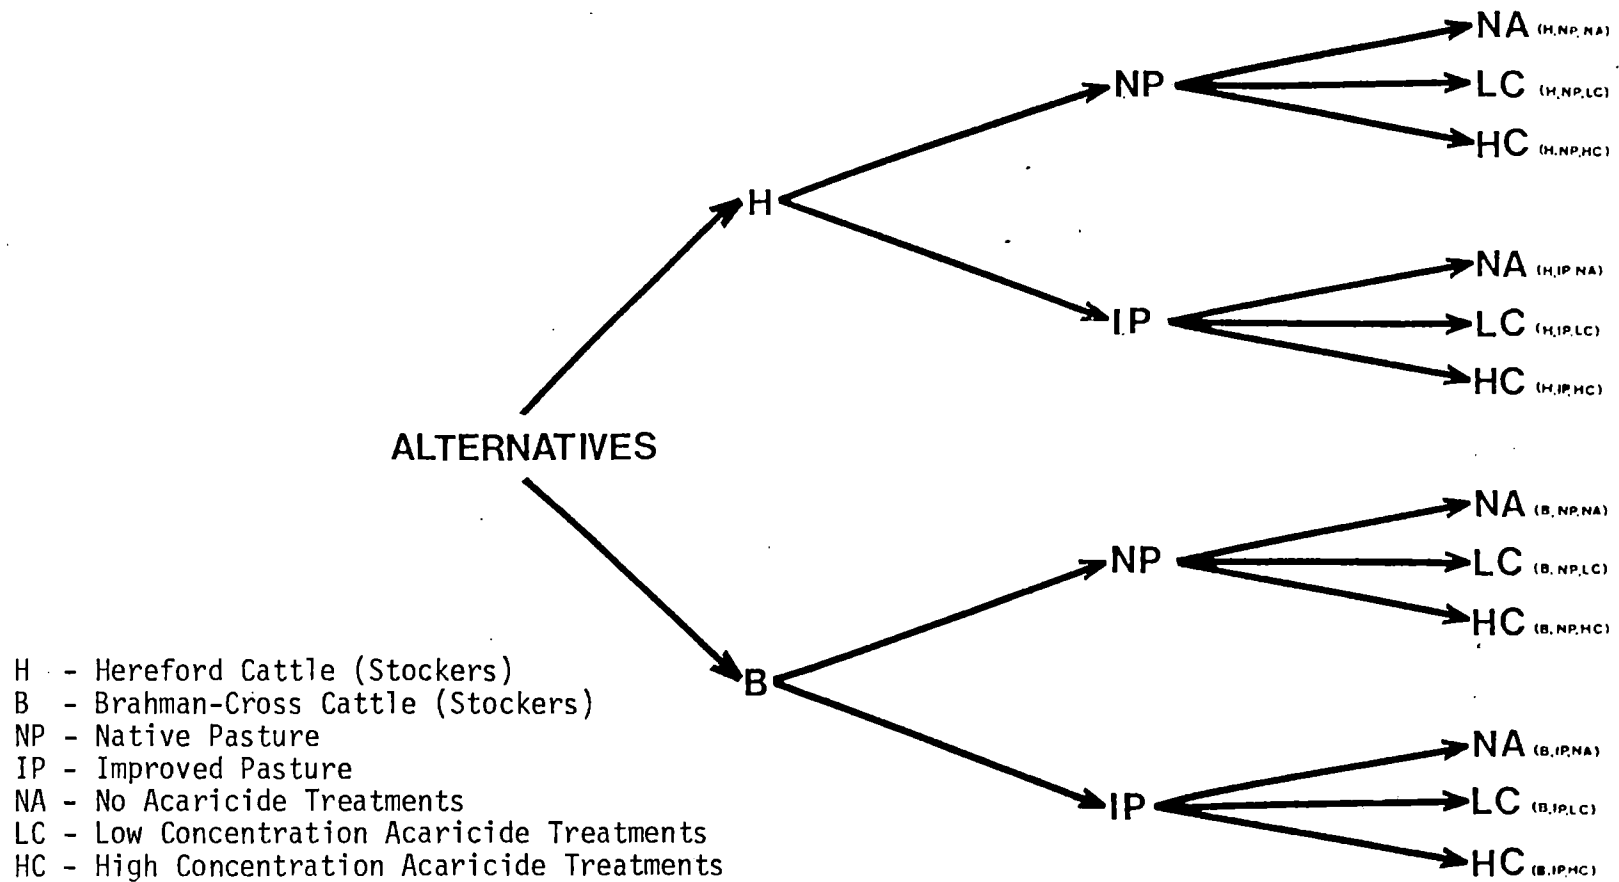 NA (H,NP,NA)
NP LC (H,NP,LC)
HC (H,NP,HC)
H
NA (H,IP,NA)
IP LC (H,IP,LC)
HC (H,IP,HC)
ALTERNATIVES
NA (B,NP,NA)
NP LC (B,NP,LC)
HC (B,NP,HC)
B
NA (B,IP,NA)
IP LC (B,IP,LC)
HC (B,IP,HC)
H - Hereford Cattle (Stockers)
B - Brahman-Cross Cattle (Stockers)
NP - Native Pasture
IP - Improved Pasture
NA - No Acaricide Treatments
LC - Low Concentration Acaricide Treatments
HC - High Concentration Acaricide Treatments